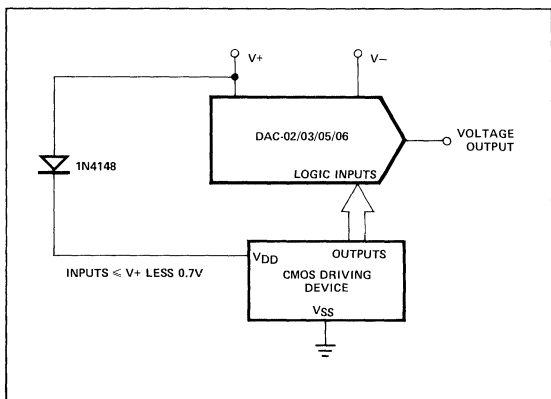 V+
V−
DAC-02/03/05/06
VOLTAGE
OUTPUT
LOGIC INPUTS
1N4148
OUTPUTS
VDD
INPUTS ⩽ V+ LESS 0.7V
CMOS DRIVING
DEVICE
VSS